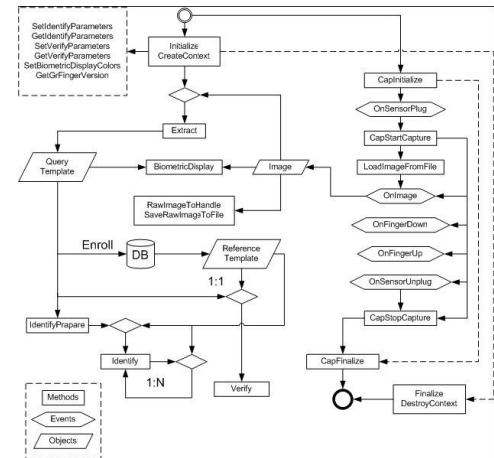 SetIdentifyParameters
GetIdentifyParameters
SetVerifyParameters
GetVerifyParameters
SetBiometricDisplayColors
GetGrFingerVersion
Initialize
CreateContext
CapInitialize
OnSensorPlug
Extract
CapStartCapture
Query
Template
BiometricDisplay
Image
LoadImageFromFile
OnImage
RawImageToHandle
SaveRawImageToFile
OnFingerDown
Enroll
DB
Reference
Template
OnFingerUp
1:1
OnSensorUnplug
IdentifyPrapare
CapStopCapture
Identify
CapFinalize
1:N
Verify
Methods
Events
Objects
Finalize
DestroyContext